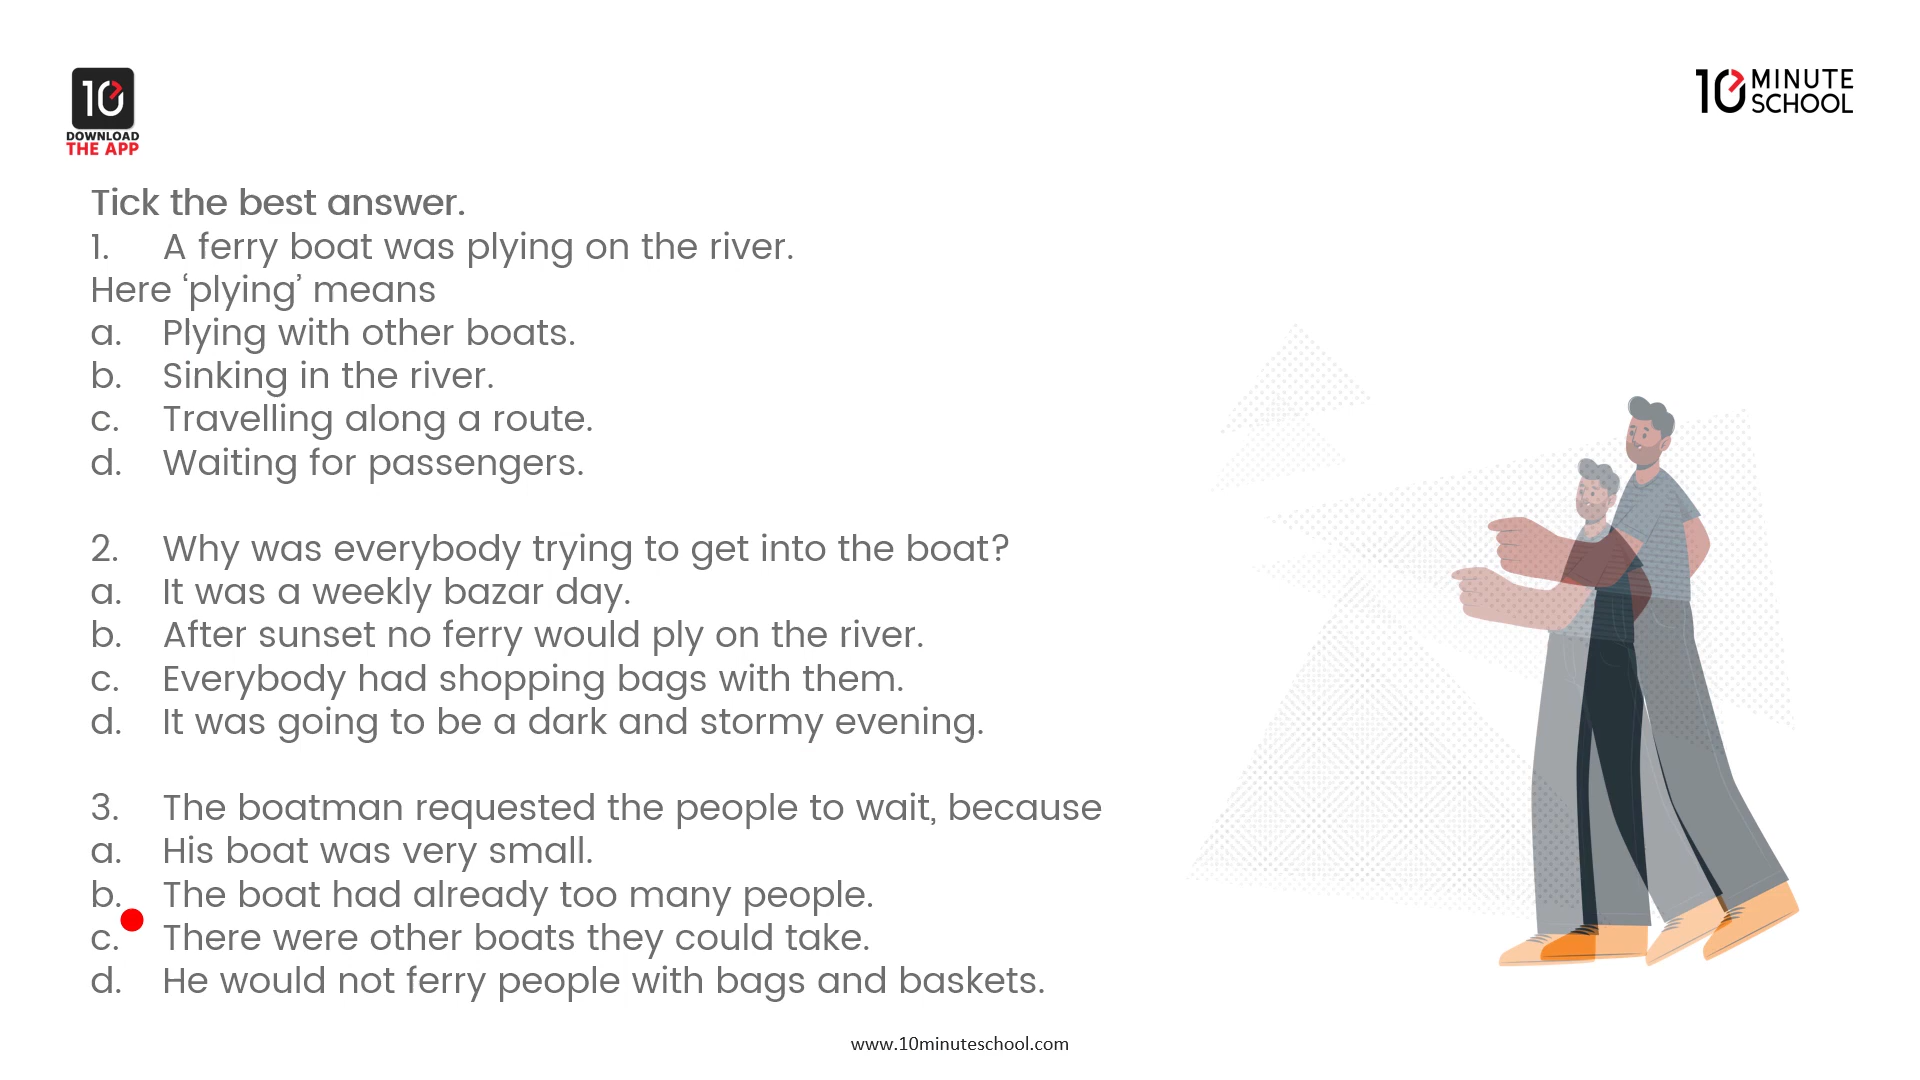 10
DOWNLOAD
THE APP
10 MINUTE
SCHOOL
Tick the best answer.
1. A ferry boat was plying on the river.
Here ‘plying’ means
a. Plying with other boats.
b. Sinking in the river.
c. Travelling along a route.
d. Waiting for passengers.
2. Why was everybody trying to get into the boat?
a. It was a weekly bazar day.
b. After sunset no ferry would ply on the river.
c. Everybody had shopping bags with them.
d. It was going to be a dark and stormy evening.
3. The boatman requested the people to wait, because
a. His boat was very small.
b. The boat had already too many people.
c. There were other boats they could take.
d. He would not ferry people with bags and baskets.
www.10minuteschool.com